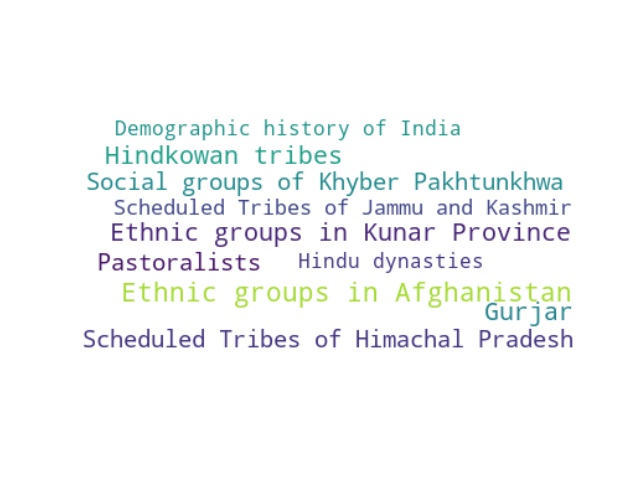 Demographic history of India
Hindkowan tribes
Social groups of Khyber Pakhtunkhwa
Scheduled Tribes of Jammu and Kashmir
Ethnic groups in Kunar Province
Pastoralists
Hindu dynasties
Ethnic groups in Afghanistan
Gurjar
Scheduled Tribes of Himachal Pradesh